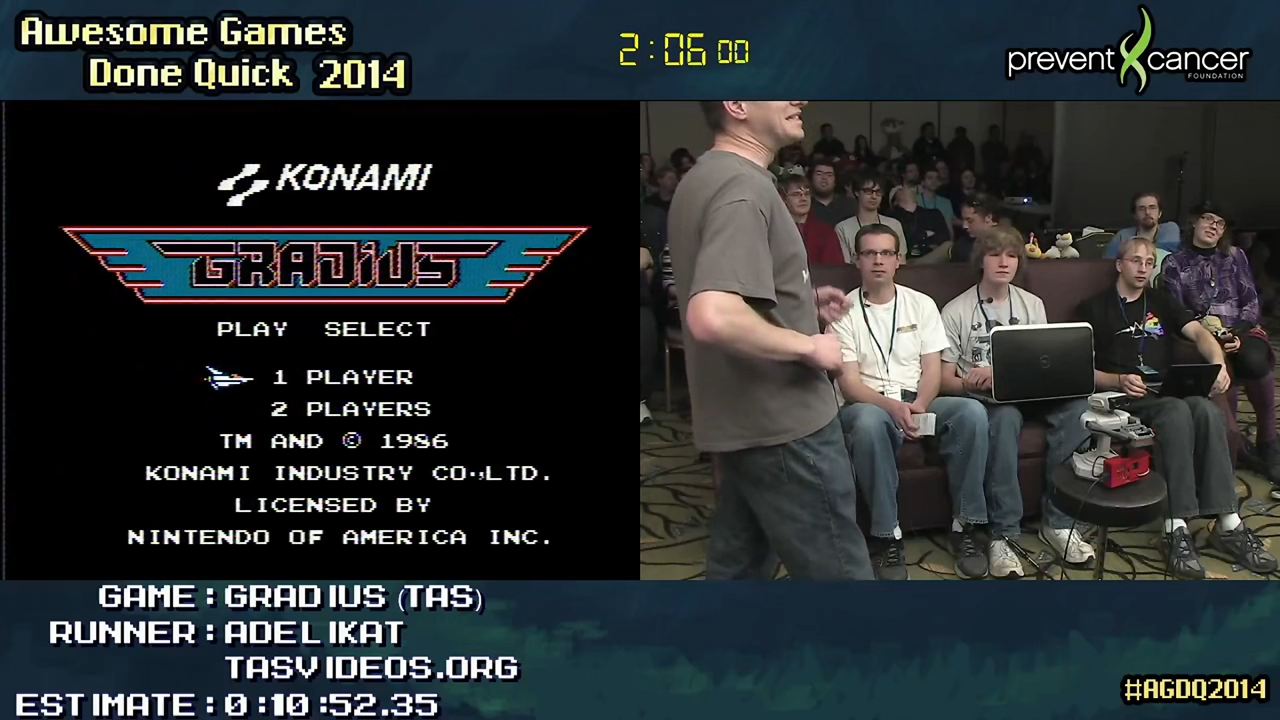 Awesome Games
Done Quick 2014
2:06 00
prevent cancer
FOUNDATION
KONAMI
GRADIUS
PLAY SELECT
1 PLAYER
2 PLAYERS
TM AND © 1986
KONAMI INDUSTRY CO.,LTD.
LICENSED BY
NINTENDO OF AMERICA INC.
GAME : GRADIUS (TAS)
RUNNER : ADELIKAT
TASVIDEOS.ORG
ESTIMATE : 0:10:52.35
#AGDQ2014